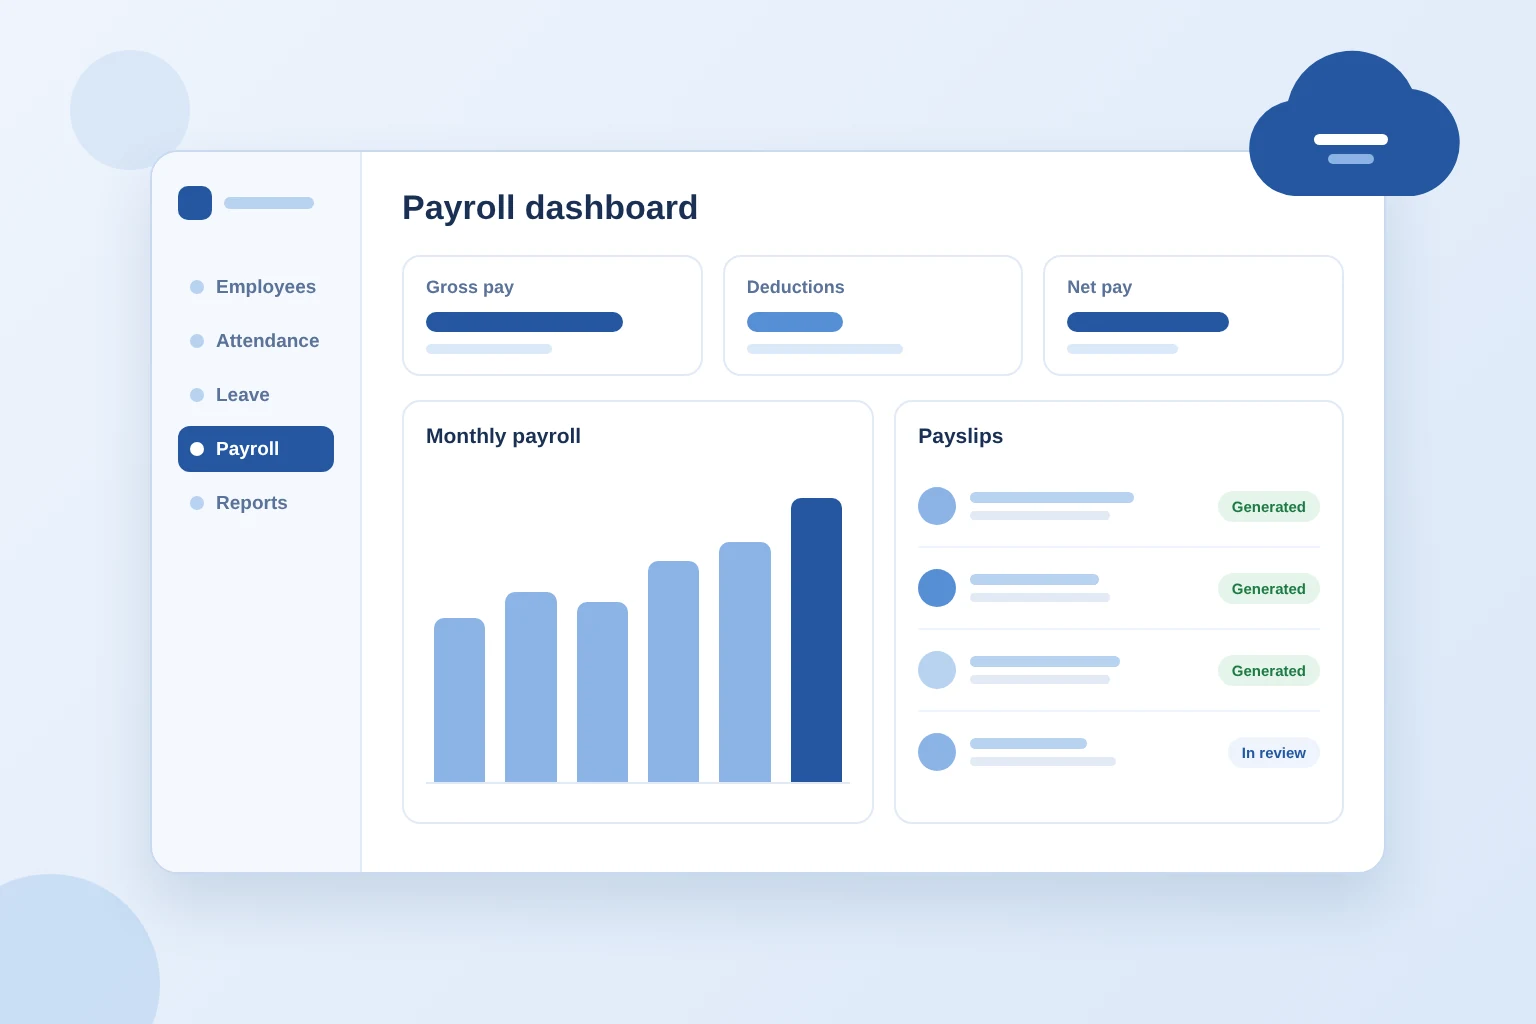 Payroll dashboard
Employees
Attendance
Leave
Payroll
Reports
Gross pay
Deductions
Net pay
Monthly payroll
Payslips
Generated
Generated
Generated
In review